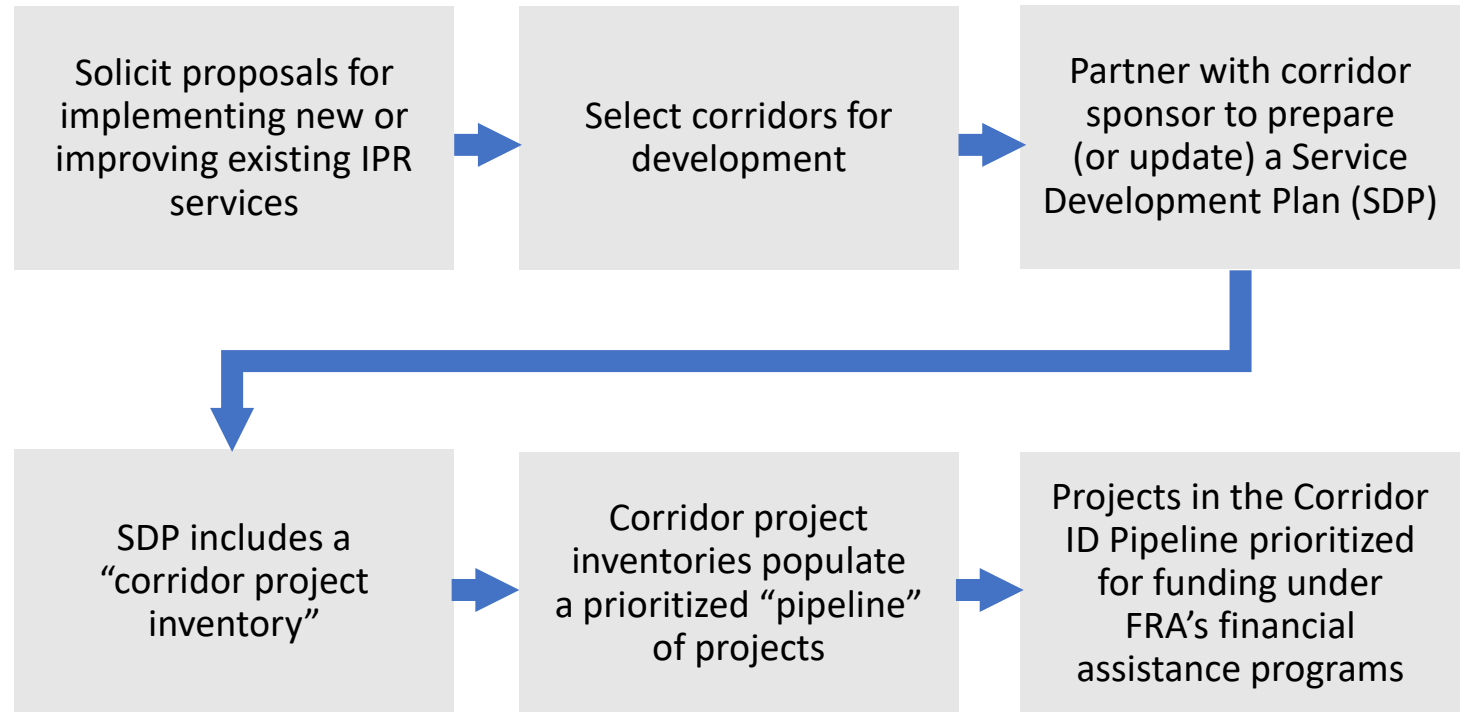 Solicit proposals for
implementing new or
improving existing IPR
services
Select corridors for
development
Partner with corridor
sponsor to prepare
(or update) a Service
Development Plan (SDP)
SDP includes a
“corridor project
inventory”
Corridor project
inventories populate
a prioritized “pipeline”
of projects
Projects in the Corridor
ID Pipeline prioritized
for funding under
FRA’s financial
assistance programs